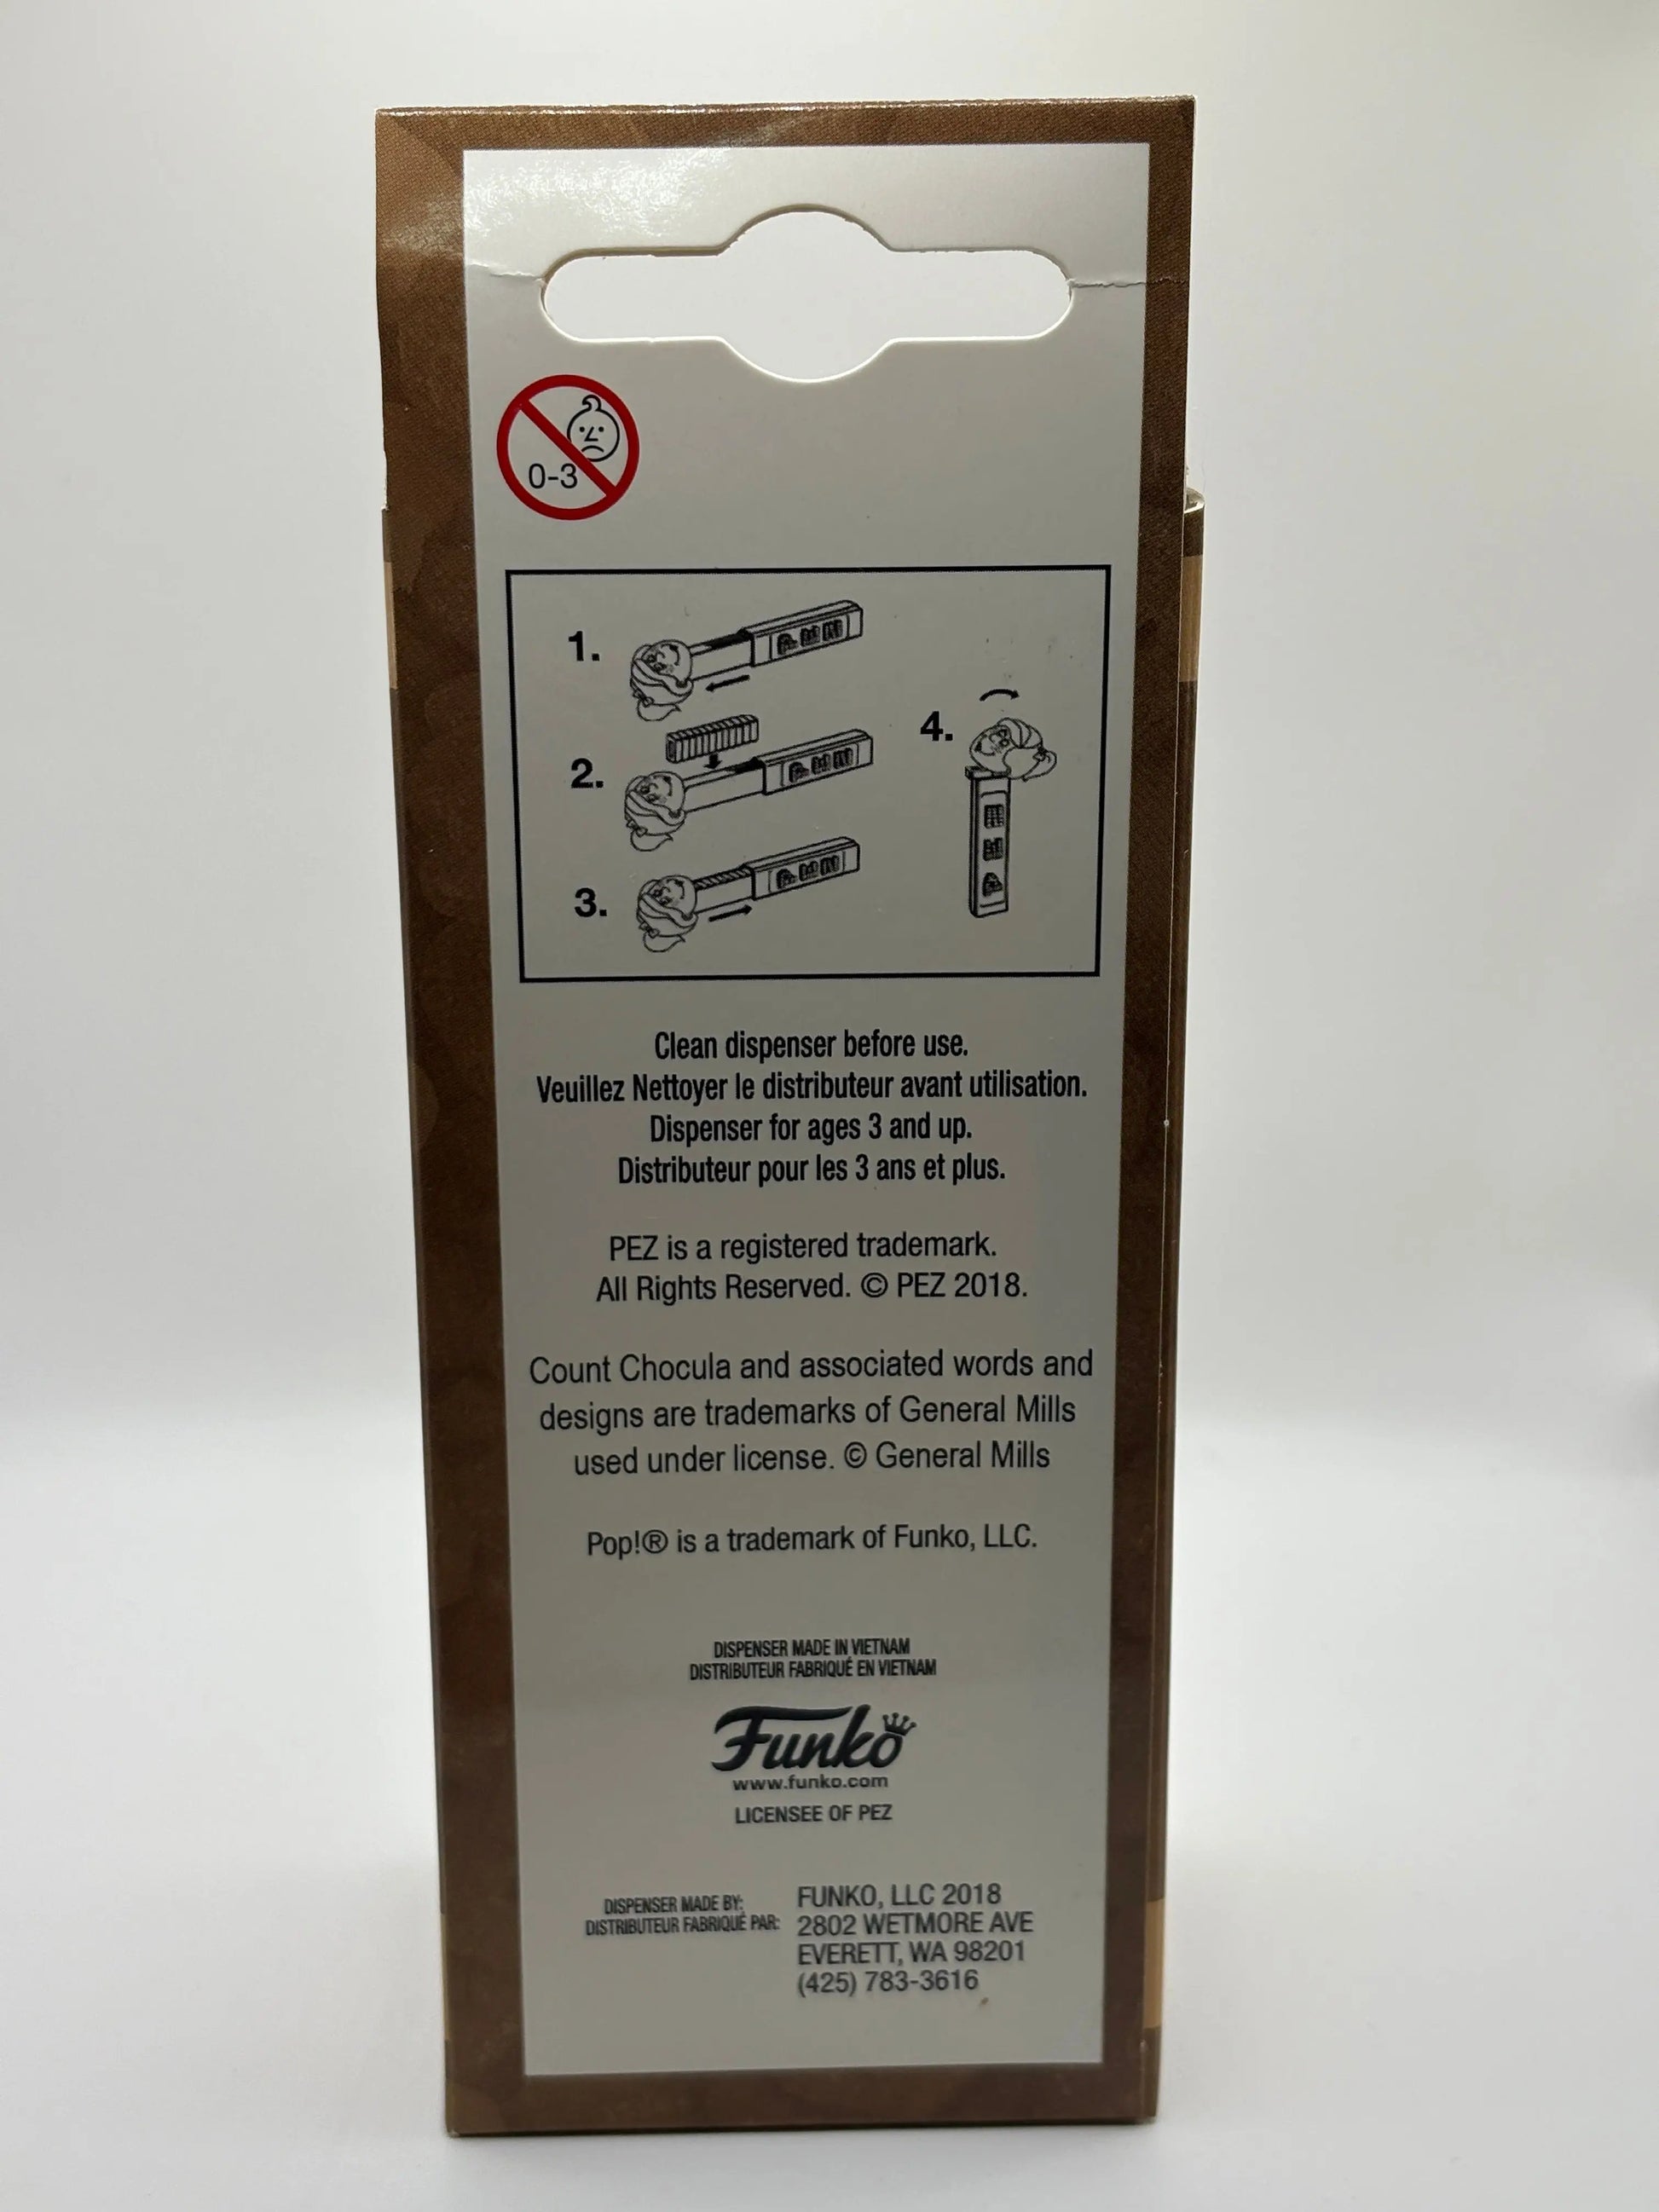 0-3
1.
2.
3.
4.
Clean dispenser before use.
Veuillez Nettoyer le distributeur avant utilisation.
Dispenser for ages 3 and up.
Distributeur pour les 3 ans et plus.
PEZ is a registered trademark.
All Rights Reserved. © PEZ 2018.
Count Chocula and associated words and
designs are trademarks of General Mills
used under license. © General Mills
Pop!® is a trademark of Funko, LLC.
DISPENSER MADE IN VIETNAM
DISTRIBUTEUR FABRIQUÉ EN VIETNAM
Funko
www.funko.com
LICENSEE OF PEZ
DISPENSER MADE BY:
DISTRIBUTEUR FABRIQUÉ PAR:
FUNKO, LLC 2018
2802 WETMORE AVE
EVERETT, WA 98201
(425) 783-3616